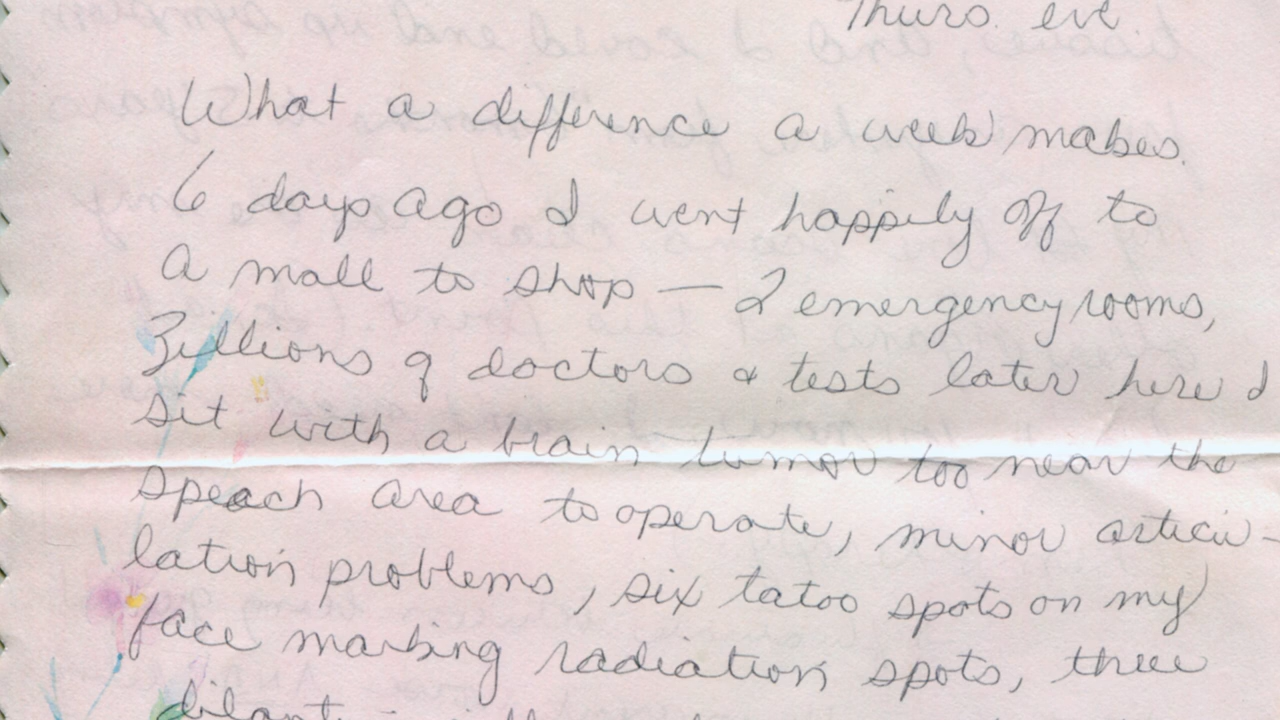 Thurs. eve
What a difference a week makes.
6 days ago I went happily off to
a mall to shop — 2 emergency rooms,
Zillions of doctors & tests later here I
sit with a brain tumor too near the
speach area to operate, minor articu-
lation problems, six tatoo spots on my
face marking radiation spots, three